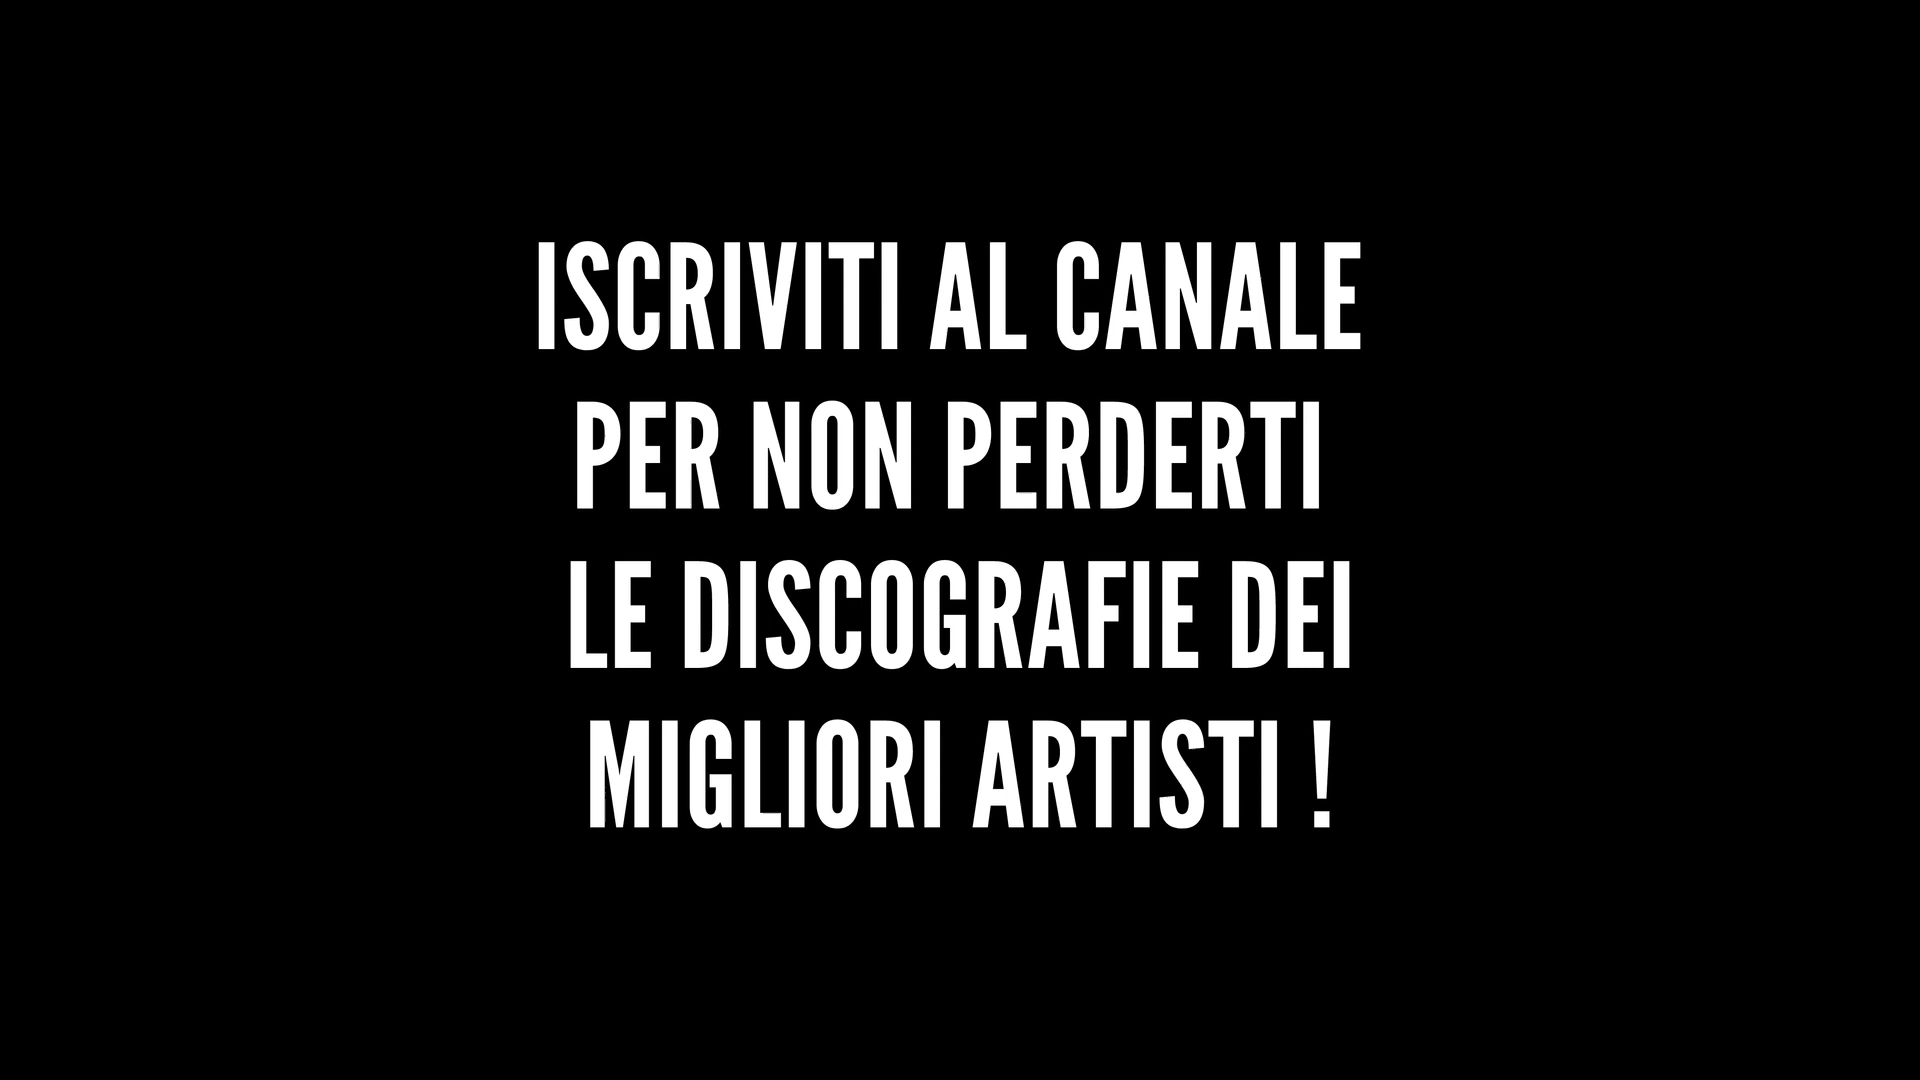 ISCRIVITI AL CANALE
PER NON PERDERTI
LE DISCOGRAFIE DEI
MIGLIORI ARTISTI !